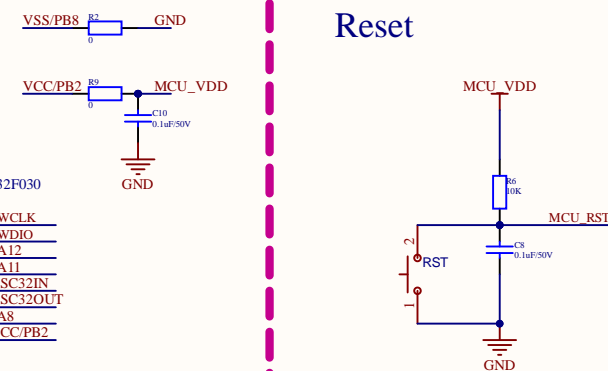 VSS/PB8
R2
0
GND
VCC/PB2
R9
0
MCU_VDD
C10
0.1uF/50V
GND
32F030
WCLK
WDIO
A12
A11
SC32IN
SC32OUT
A8
CC/PB2
Reset
MCU_VDD
R6
10K
MCU_RST
2
RST
1
C8
0.1uF/50V
GND